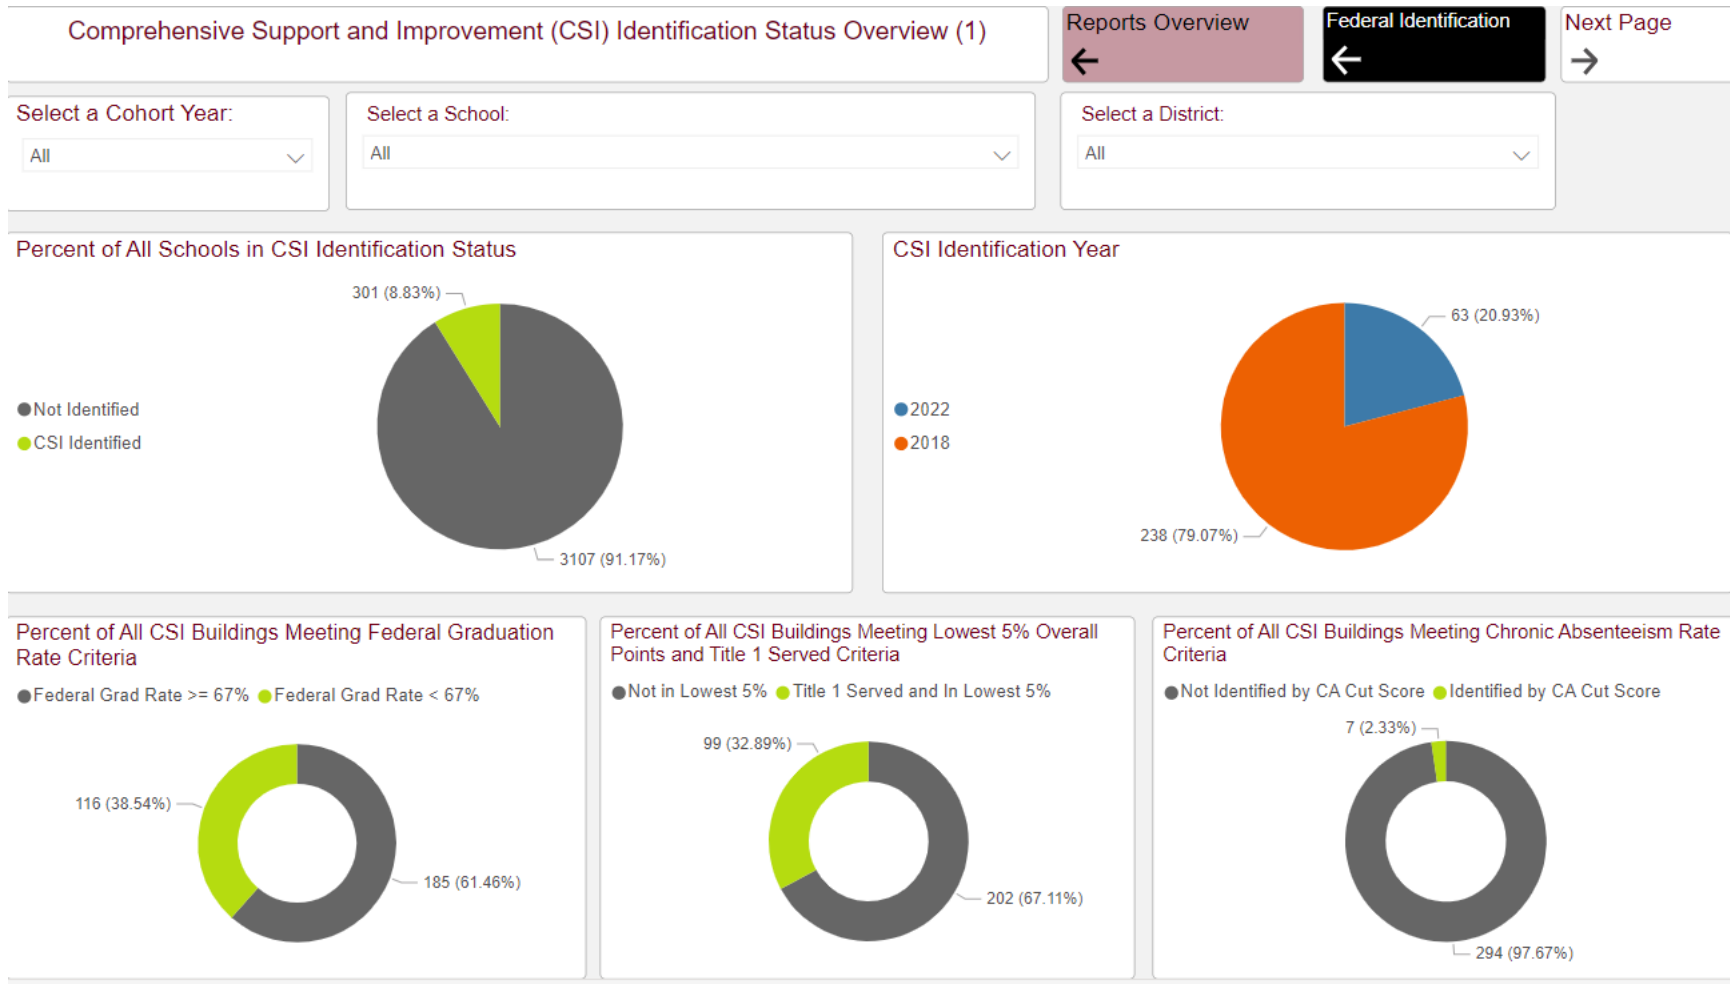 Comprehensive Support and Improvement (CSI) Identification Status Overview (1)
Reports Overview
Federal Identification
Next Page
Select a Cohort Year:
All
Select a School:
All
Select a District:
All
Percent of All Schools in CSI Identification Status
301 (8.83%)
Not Identified
CSI Identified
3107 (91.17%)
CSI Identification Year
63 (20.93%)
2022
2018
238 (79.07%)
Percent of All CSI Buildings Meeting Federal Graduation
Rate Criteria
Federal Grad Rate >= 67% Federal Grad Rate < 67%
116 (38.54%)
185 (61.46%)
Percent of All CSI Buildings Meeting Lowest 5% Overall
Points and Title 1 Served Criteria
Not in Lowest 5% Title 1 Served and In Lowest 5%
99 (32.89%)
202 (67.11%)
Percent of All CSI Buildings Meeting Chronic Absenteeism Rate
Criteria
Not Identified by CA Cut Score Identified by CA Cut Score
7 (2.33%)
294 (97.67%)